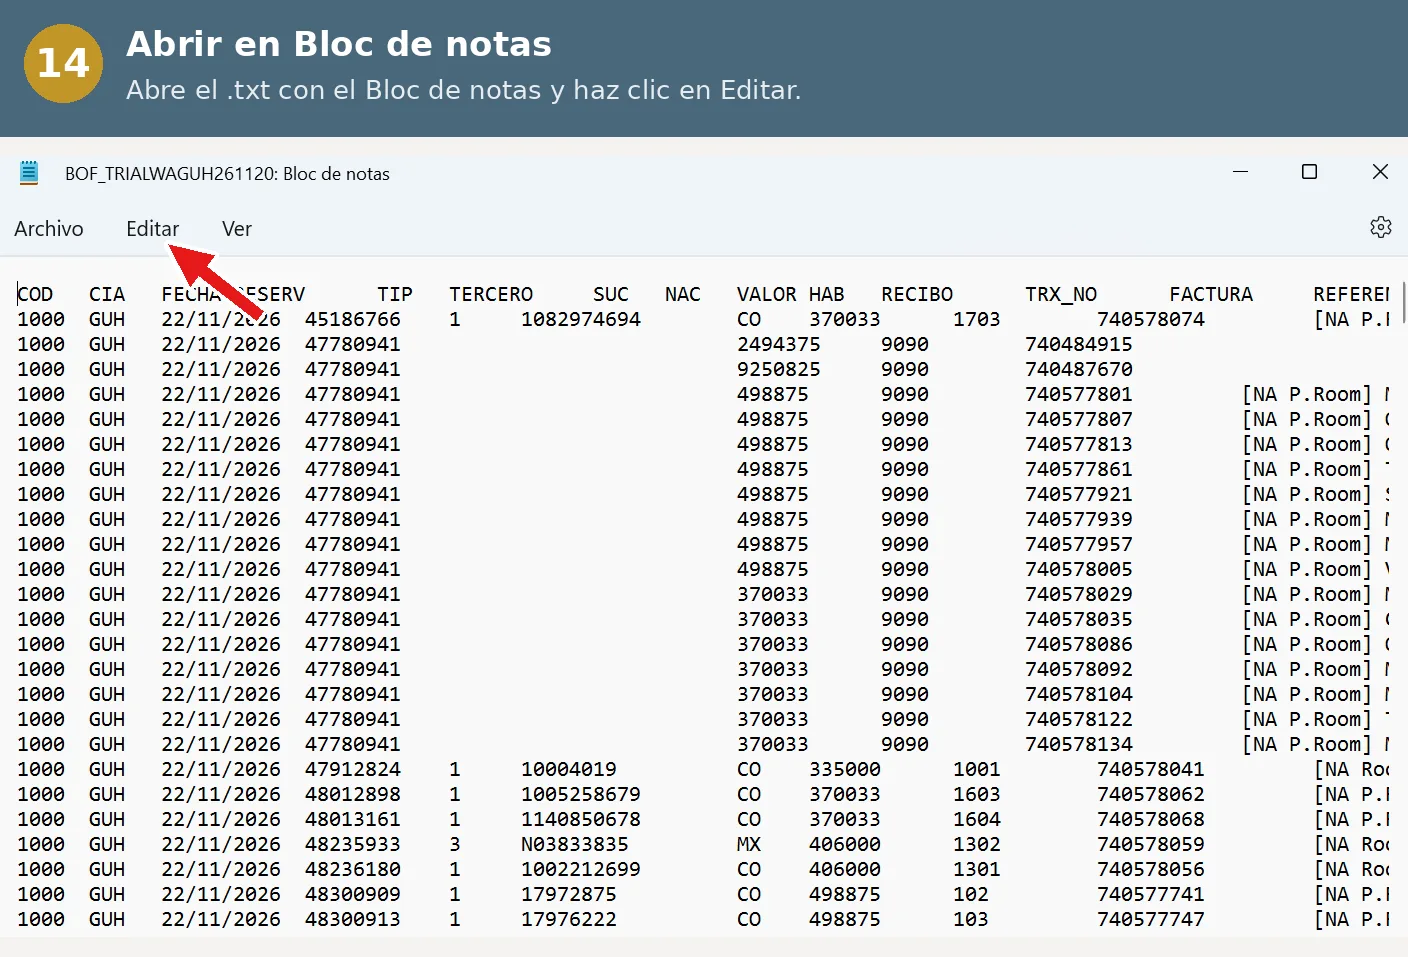 14
Abrir en Bloc de notas
Abre el .txt con el Bloc de notas y haz clic en Editar.
BOF_TRIALWAGUH261120: Bloc de notas
Archivo Editar Ver
COD CIA TIP TERCERO SUC NAC VALOR HAB RECIBO TRX_NO FACTURA
1000 GUH 22/11/2026 45186766 1 1082974694 CO 370033 1703 740578074 [NA
1000 GUH 22/11/2026 47780941 2494375 9090 740484915
1000 GUH 22/11/2026 47780941 9250825 9090 740487670
1000 GUH 22/11/2026 47780941 498875 9090 740577801 [NA P.Room]
1000 GUH 22/11/2026 47780941 498875 9090 740577807 [NA P.Room]
1000 GUH 22/11/2026 47780941 498875 9090 740577813 [NA P.Room]
1000 GUH 22/11/2026 47780941 498875 9090 740577861 [NA P.Room]
1000 GUH 22/11/2026 47780941 498875 9090 740577921 [NA P.Room]
1000 GUH 22/11/2026 47780941 498875 9090 740577939 [NA P.Room]
1000 GUH 22/11/2026 47780941 498875 9090 740577957 [NA P.Room]
1000 GUH 22/11/2026 47780941 498875 9090 740578005 [NA P.Room]
1000 GUH 22/11/2026 47780941 370033 9090 740578029 [NA P.Room]
1000 GUH 22/11/2026 47780941 370033 9090 740578035 [NA P.Room]
1000 GUH 22/11/2026 47780941 370033 9090 740578086 [NA P.Room]
1000 GUH 22/11/2026 47780941 370033 9090 740578092 [NA P.Room]
1000 GUH 22/11/2026 47780941 370033 9090 740578104 [NA P.Room]
1000 GUH 22/11/2026 47780941 370033 9090 740578122 [NA P.Room]
1000 GUH 22/11/2026 47780941 370033 9090 740578134 [NA P.Room]
1000 GUH 22/11/2026 47912824 1 10004019 CO 335000 1001 740578041 [NA
1000 GUH 22/11/2026 48012898 1 1005258679 CO 370033 1603 740578062 [NA
1000 GUH 22/11/2026 48013161 1 1140850678 CO 370033 1604 740578068 [NA
1000 GUH 22/11/2026 48235933 3 N03833835 MX 406000 1302 740578059 [NA
1000 GUH 22/11/2026 48236180 1 1002212699 CO 406000 1301 740578056 [NA
1000 GUH 22/11/2026 48300909 1 17972875 CO 498875 102 740577741 [NA
1000 GUH 22/11/2026 48300913 1 17976222 CO 498875 103 740577747 [NA